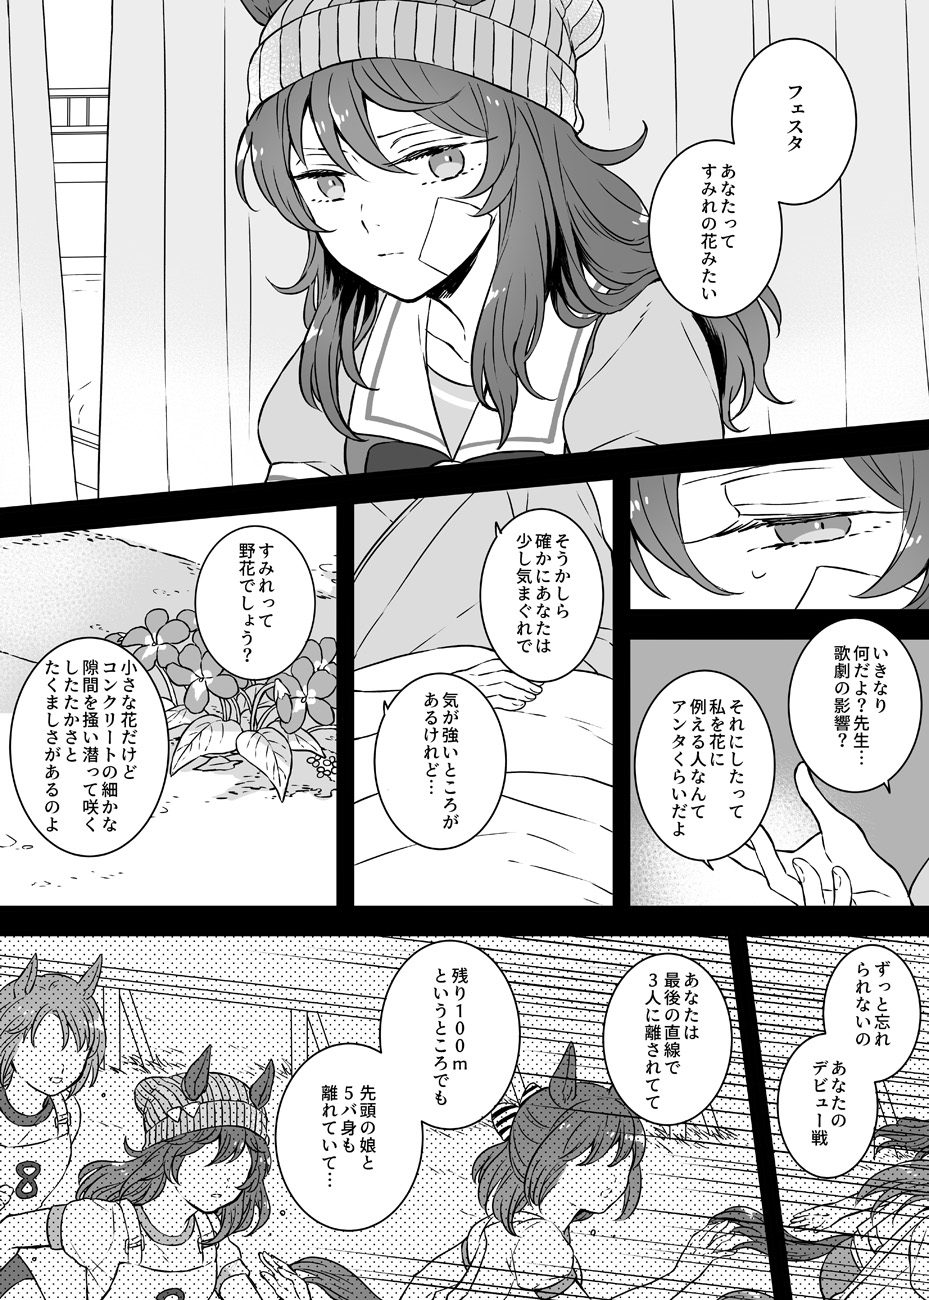 フェスタ
あなたって
すみれの花みたい
いきなり
何だよ？先生…
歌劇の影響？
それにしたって
私を花に
例える人なんて
アンタくらいだよ
そうかしら
確かにあなたは
少し気まぐれで
気が強いところが
あるけれど…
すみれって
野花でしょう？
小さな花だけど
コンクリートの細かな
隙間を掻い潜って咲く
したたかさと
たくましさがあるのよ
ずっと忘れ
られないの
あなたの
デビュー戦
あなたは
最後の直線で
3人に離されてて
残り100m
というところでも
先頭の娘と
5バ身も
離れていて…
8
8